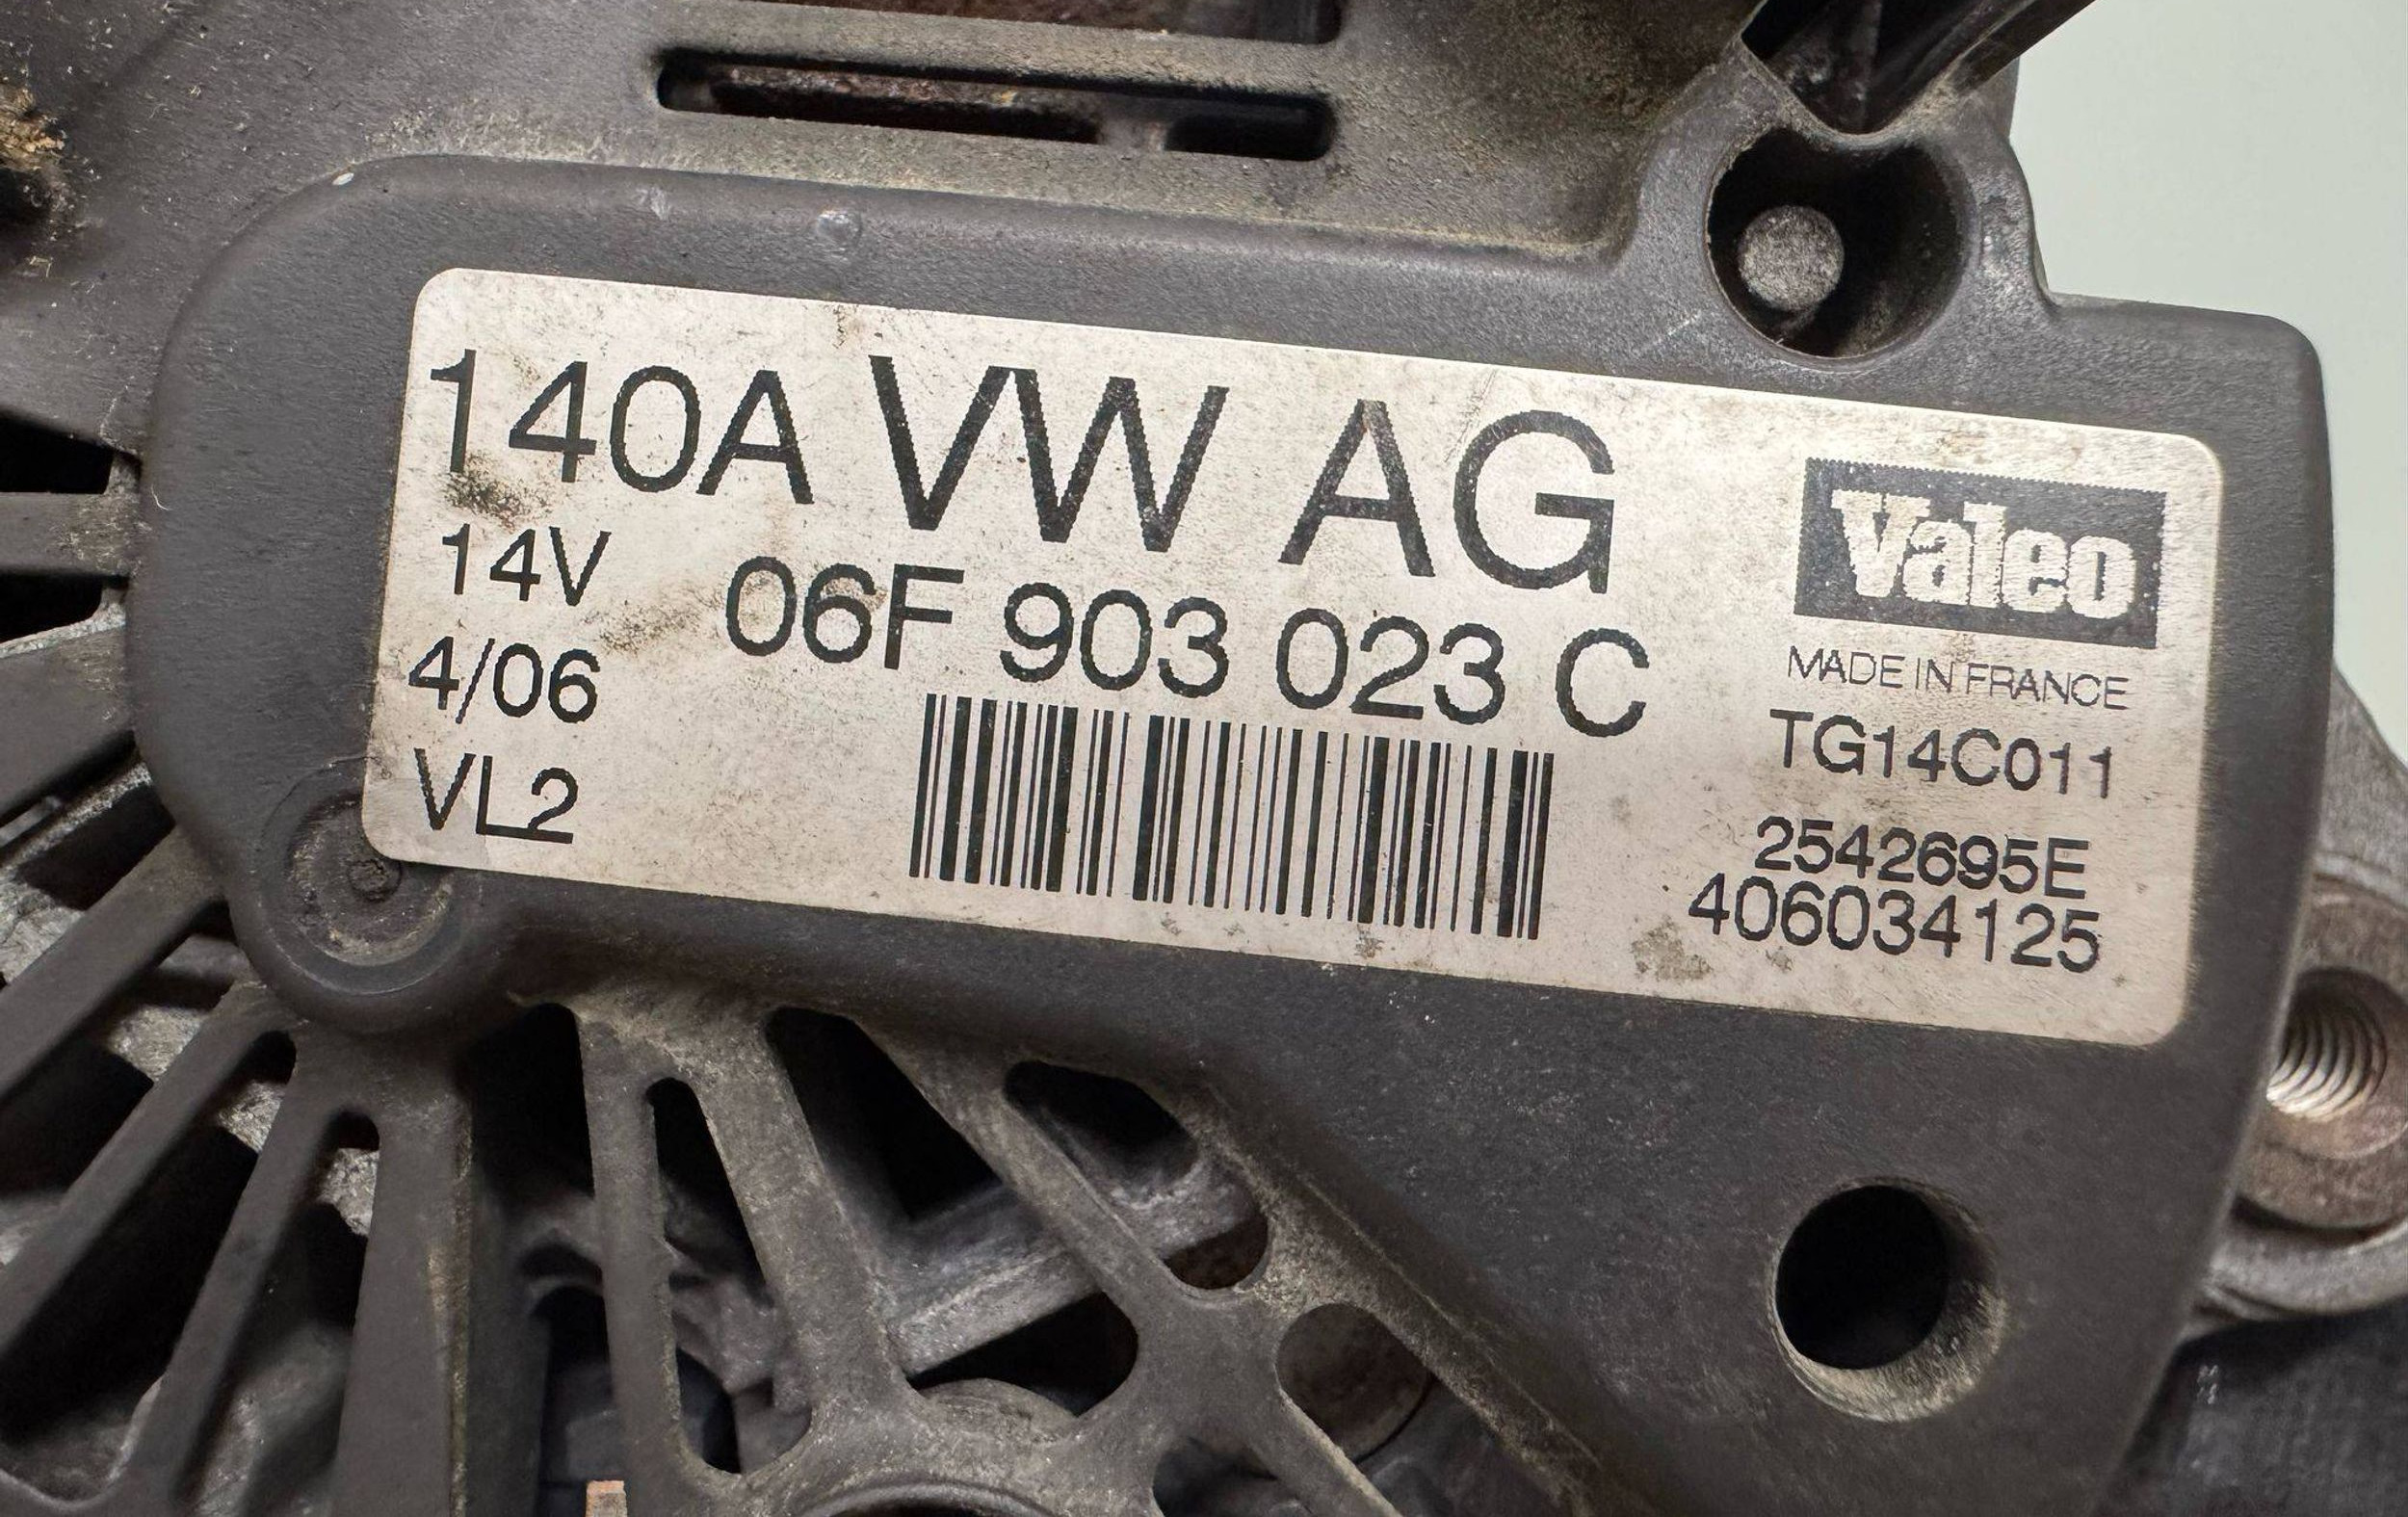 140A VW AG
14V 06F 903 023 C
4/06
VL2
Valeo
MADE IN FRANCE
TG14C011
2542695E
406034125